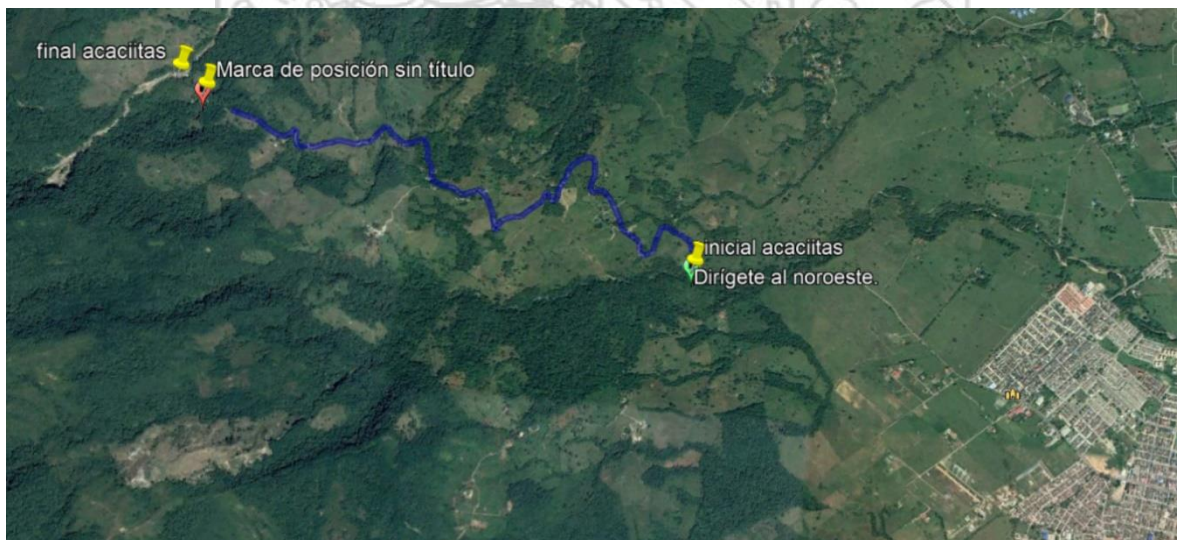 final acaciitas
Marca de posición sin título
inicial acaciitas
Dirígete al noroeste.